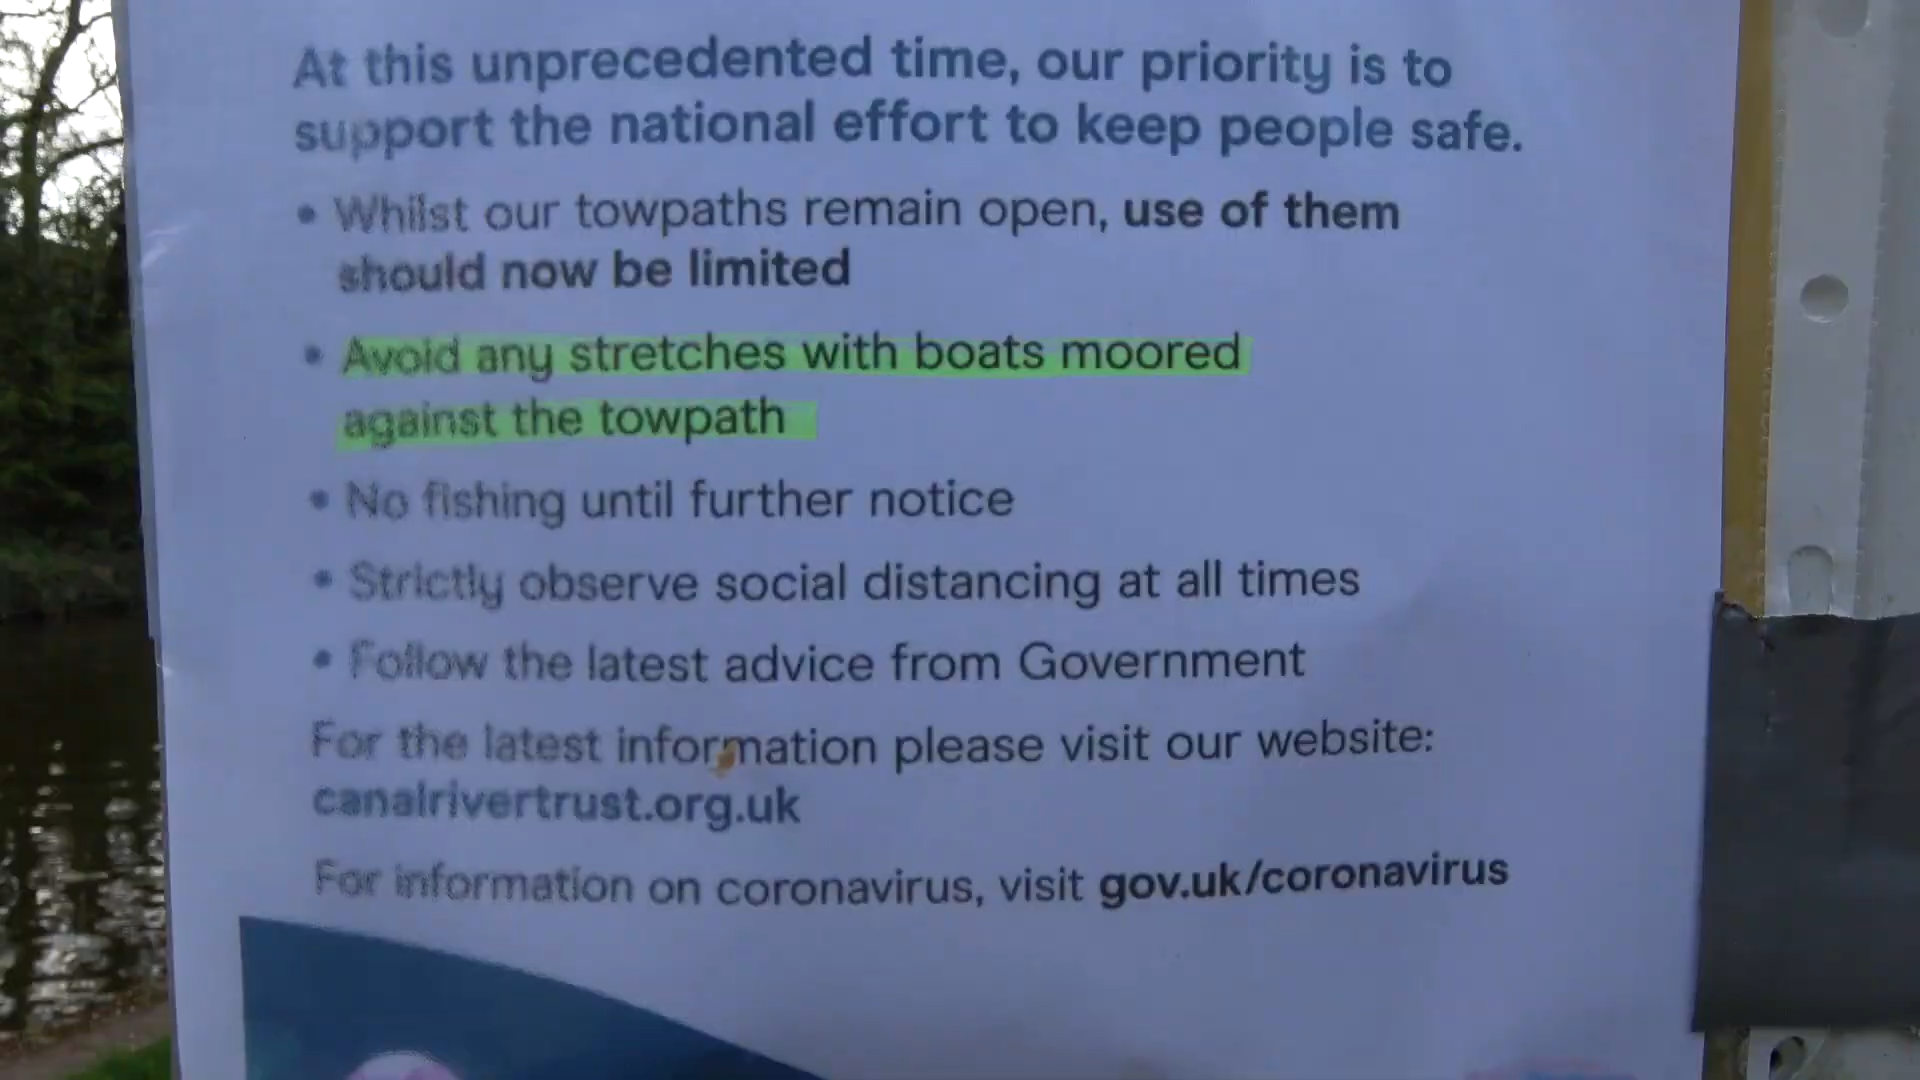 At this unprecedented time, our priority is to
support the national effort to keep people safe.
• Whilst our towpaths remain open, use of them
should now be limited
• Avoid any stretches with boats moored
against the towpath
• No fishing until further notice
• Strictly observe social distancing at all times
• Follow the latest advice from Government
For the latest information please visit our website:
canalrivertrust.org.uk
For information on coronavirus, visit gov.uk/coronavirus